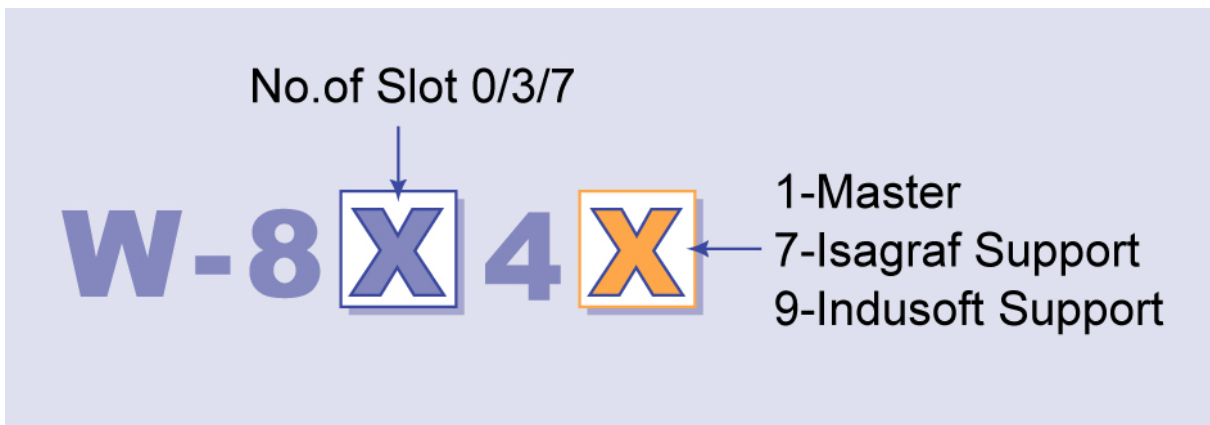 No.of Slot 0/3/7
W-8X4X
1-Master
7-Isagraf Support
9-Indusoft Support